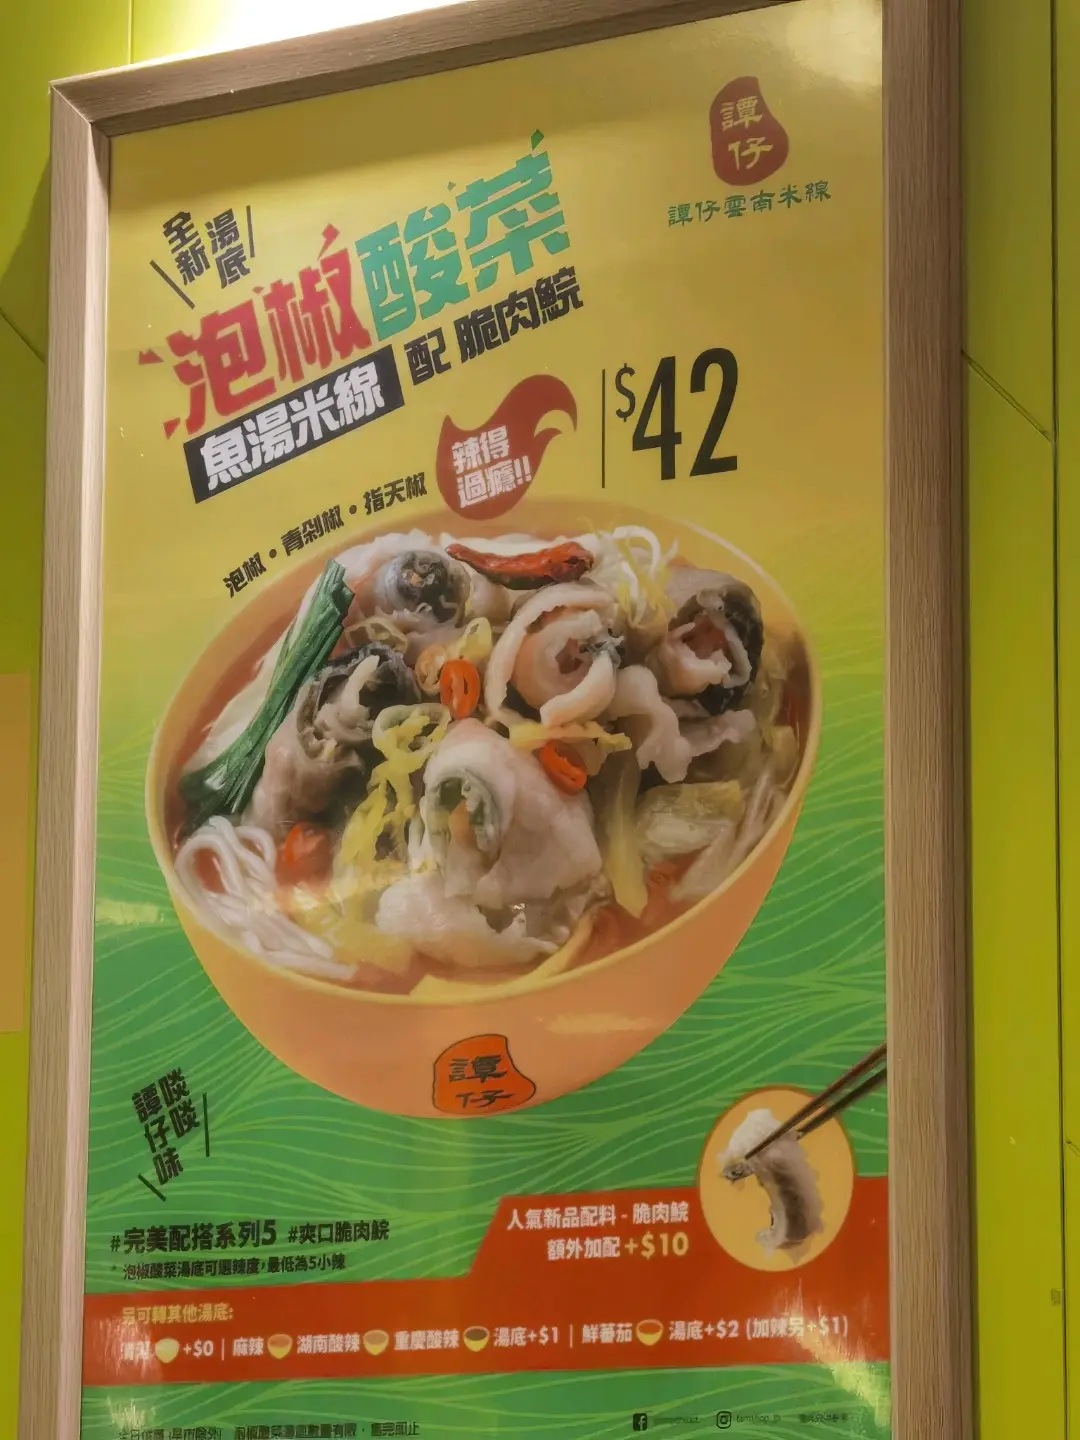 譚仔
譚仔雲南米線
全新湯底
泡椒酸菜
魚湯米線 配 脆肉鯇
$42
辣得
過癮!!
泡椒・青剁椒・指天椒
譚仔
譚仔啖啖味
#完美配搭系列5 #爽口脆肉鯇
*泡椒酸菜湯底可選辣度,最低為5小辣
人氣新品配料 - 脆肉鯇
額外加配+$10
另可轉其他湯底:
+$0 | 麻辣 湖南酸辣 重慶酸辣 湯底+$1 | 鮮番茄 湯底+$2 (加辣另+$1)
售完即止